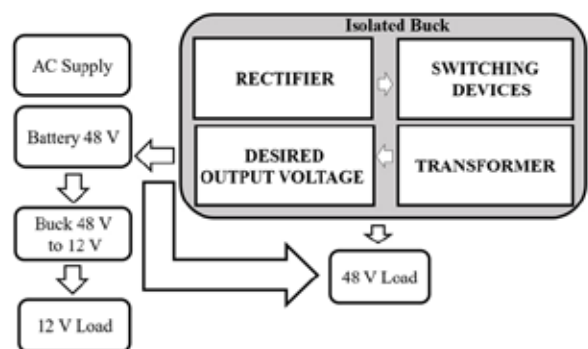 Isolated Buck
AC Supply
RECTIFIER
SWITCHING
DEVICES
Battery 48 V
DESIRED
OUTPUT VOLTAGE
TRANSFORMER
Buck 48 V
to 12 V
48 V Load
12 V Load